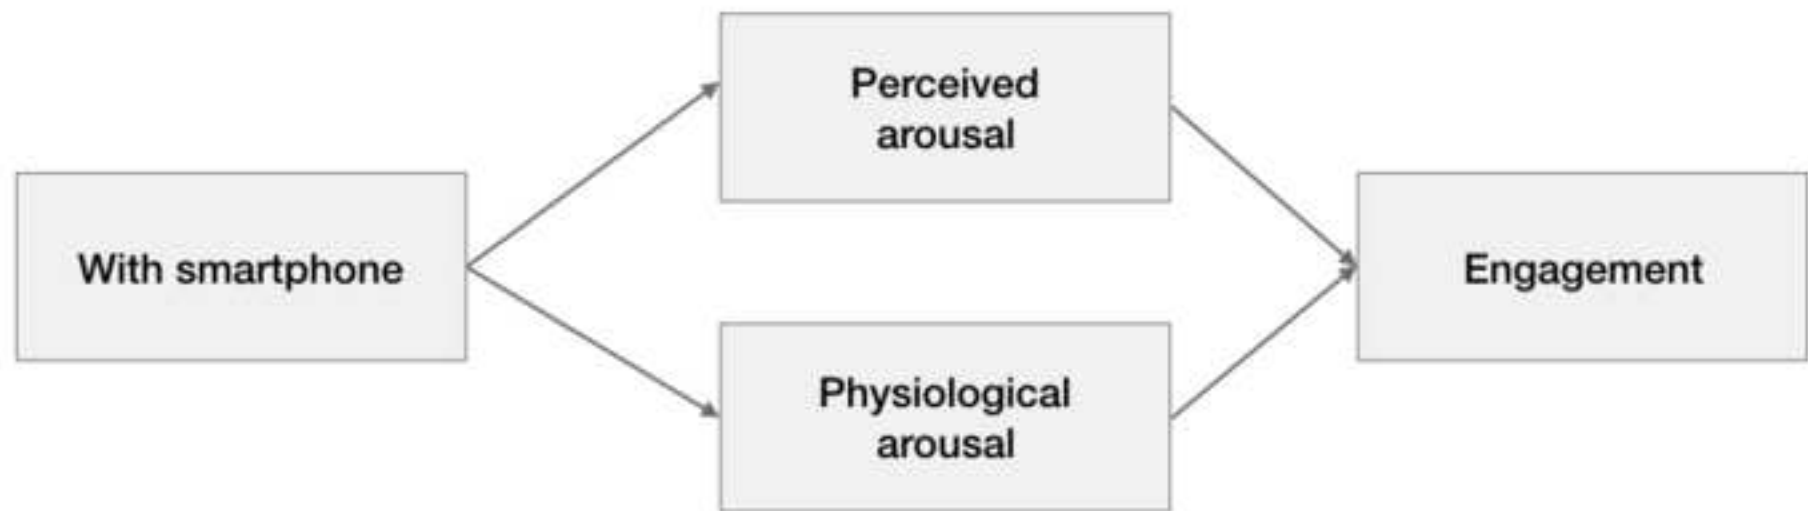 Perceived
arousal
With smartphone
Engagement
Physiological
arousal